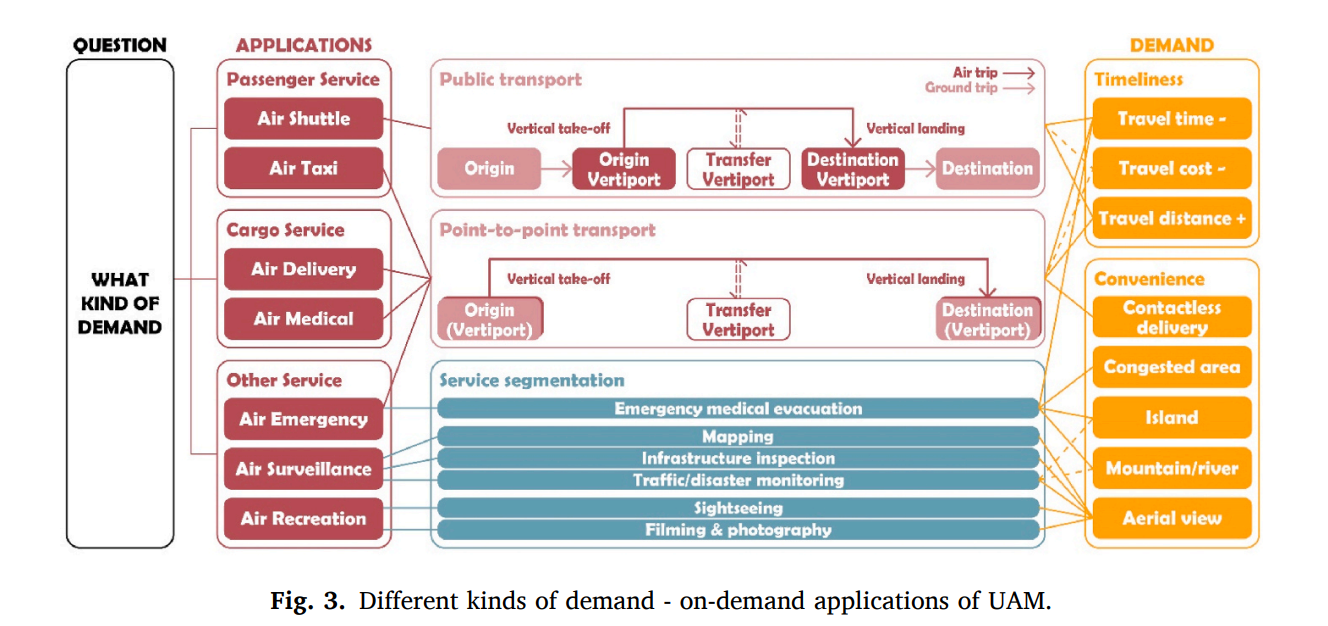 QUESTION
APPLICATIONS
DEMAND
WHAT
KIND OF
DEMAND
Passenger Service
Air Shuttle
Air Taxi
Cargo Service
Air Delivery
Air Medical
Other Service
Air Emergency
Air Surveillance
Air Recreation
Public transport
Air trip
Ground trip
Vertical take-off
Vertical landing
Origin
Origin
Vertiport
Transfer
Vertiport
Destination
Vertiport
Destination
Point-to-point transport
Vertical take-off
Vertical landing
Origin
(Vertiport)
Transfer
Vertiport
Destination
(Vertiport)
Service segmentation
Emergency medical evacuation
Mapping
Infrastructure inspection
Traffic/disaster monitoring
Sightseeing
Filming & photography
Timeliness
Travel time -
Travel cost -
Travel distance +
Convenience
Contactless
delivery
Congested area
Island
Mountain/river
Aerial view
Fig. 3. Different kinds of demand - on-demand applications of UAM.